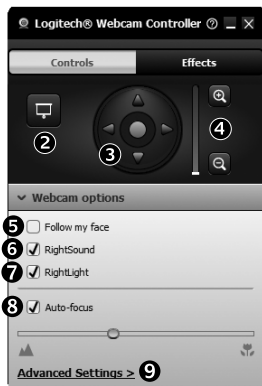 Logitech® Webcam Controller
Controls Effects
2
3
4
Webcam options
5 Follow my face
6 RightSound
7 RightLight
8 Auto-focus
Advanced Settings > 9